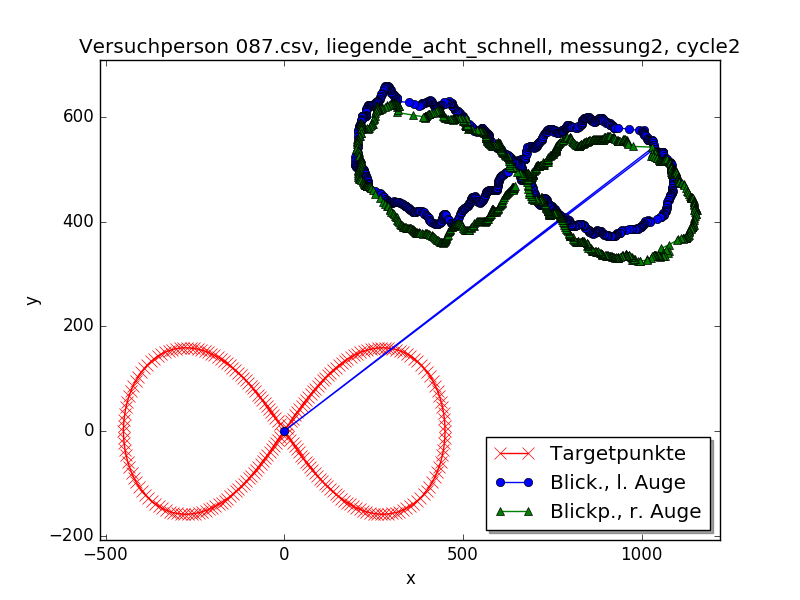 Versuchperson 087.csv, liegende_acht_schnell, messung2, cycle2
y
600
400
200
0
−200
−500
0
500
1000
x
Targetpunkte
Blick., l. Auge
Blickp., r. Auge